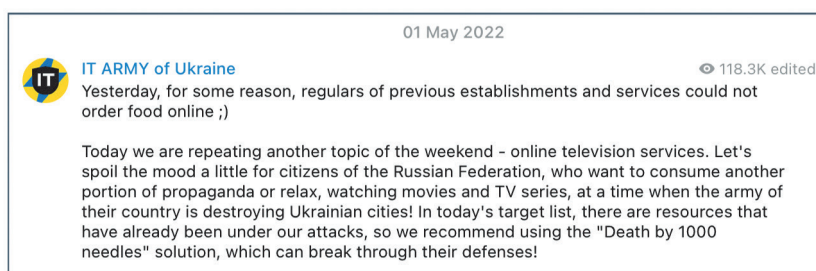 01 May 2022
IT
IT ARMY of Ukraine
118.3K edited
Yesterday, for some reason, regulars of previous establishments and services could not
order food online ;)
Today we are repeating another topic of the weekend - online television services. Let's
spoil the mood a little for citizens of the Russian Federation, who want to consume another
portion of propaganda or relax, watching movies and TV series, at a time when the army of
their country is destroying Ukrainian cities! In today's target list, there are resources that
have already been under our attacks, so we recommend using the "Death by 1000
needles" solution, which can break through their defenses!